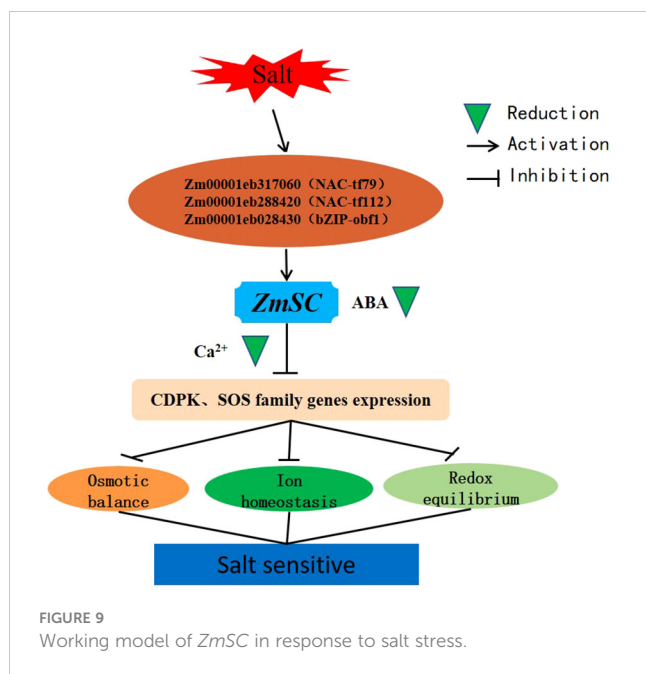 Salt
Reduction
Activation
Inhibition
Zm00001eb317060（NAC-tf79）
Zm00001eb288420（NAC-tf112）
Zm00001eb028430（bZIP-obf1）
ZmSC
ABA
Ca²⁺
CDPK、SOS family genes expression
Osmotic
balance
Ion
homeostasis
Redox
equilibrium
Salt sensitive
FIGURE 9
Working model of ZmSC in response to salt stress.